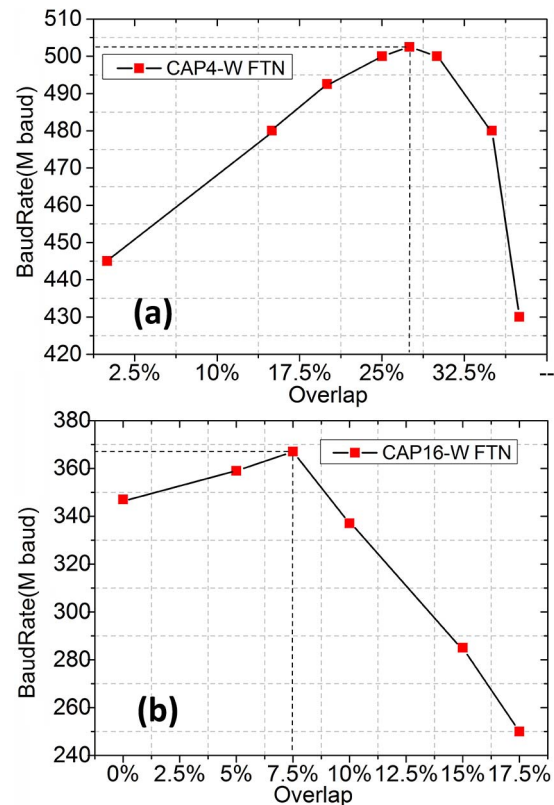 510
500
490
480
470
460
450
440
430
420
BaudRate(M baud)
CAP4-W FTN
(a)
2.5% 10% 17.5% 25% 32.5% --
Overlap
380
360
340
320
300
280
260
240
BaudRate(M baud)
CAP16-W FTN
(b)
0% 2.5% 5% 7.5% 10% 12.5% 15% 17.5%
Overlap